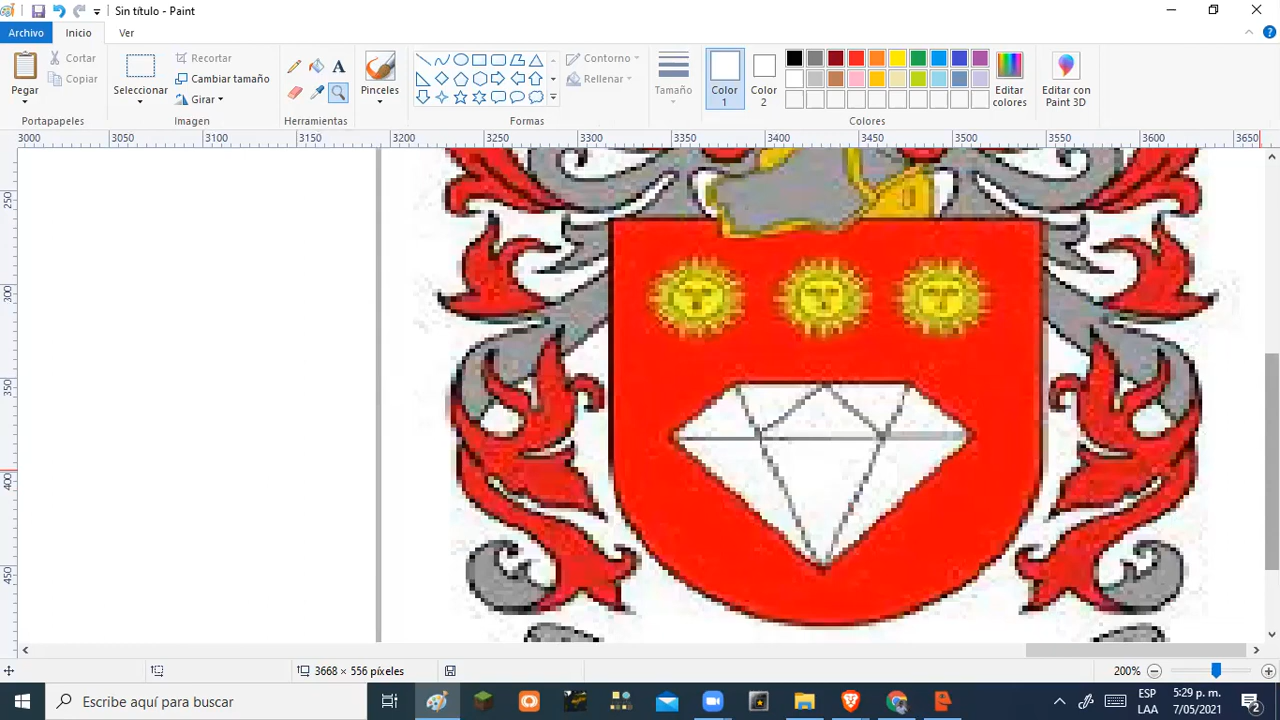 Sin título - Paint
Archivo Inicio Ver
Pegar
Cortar
Copiar
Portapapeles
Seleccionar
Recortar
Cambiar tamaño
Girar
Imagen
A
Herramientas
Pinceles
Contorno
Rellenar
Formas
Tamaño
Color 1
Color 2
Editar colores
Colores
Editar con Paint 3D
3000 3050 3100 3150 3200 3250 3300 3350 3400 3450 3500 3550 3600 3650
250
300
350
400
450
3668 × 556 píxeles
200%
Escribe aquí para buscar
ESP
LAA
5:29 p. m.
7/05/2021
2